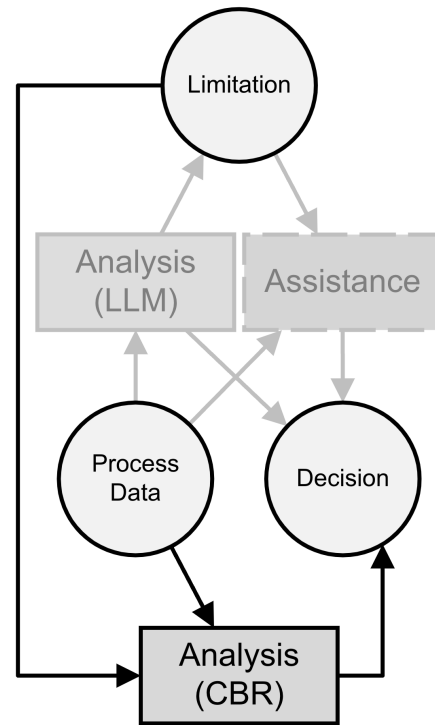 Limitation
Analysis
(LLM)
Assistance
Process
Data
Decision
Analysis
(CBR)